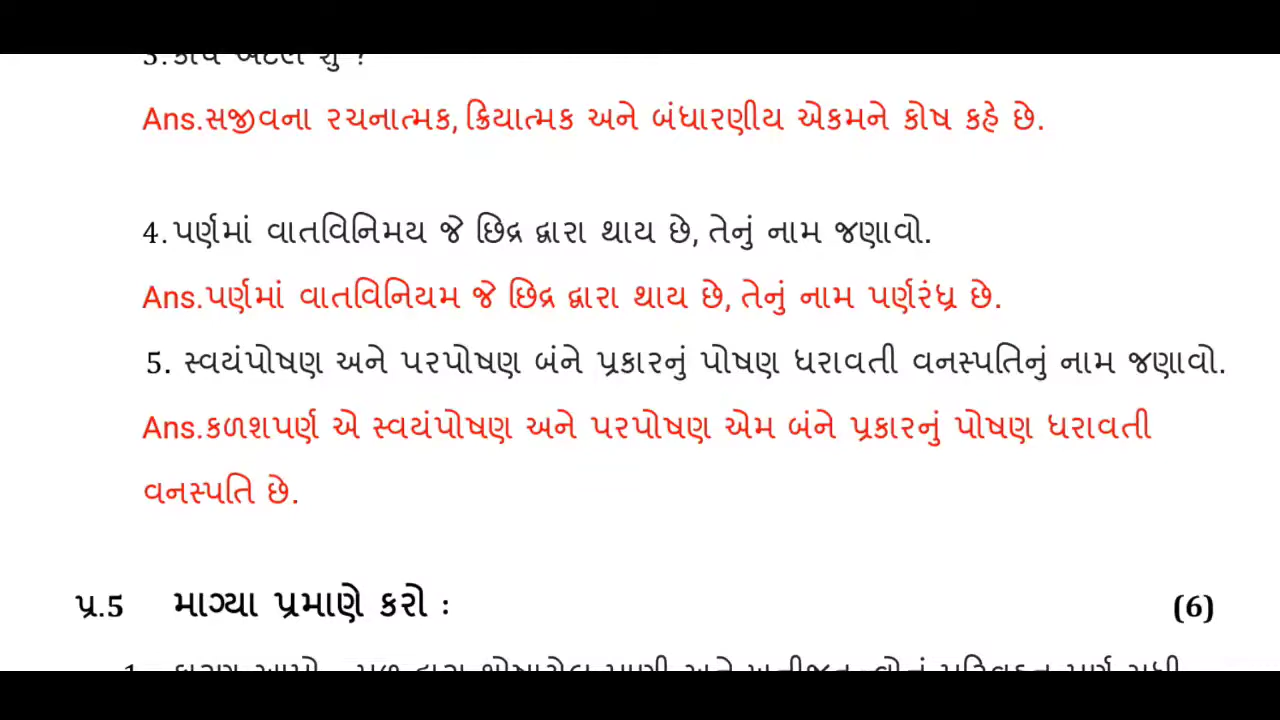 3. કોષ એટલે શું ?
Ans.સજીવના રચનાત્મક, ક્રિયાત્મક અને બંધારણીય એકમને કોષ કહે છે.
4. પર્ણમાં વાતવિનિમય જે છિદ્ર દ્વારા થાય છે, તેનું નામ જણાવો.
Ans.પર્ણમાં વાતવિનિયમ જે છિદ્ર દ્વારા થાય છે, તેનું નામ પર્ણરંધ્ર છે.
5. સ્વયંપોષણ અને પરપોષણ બંને પ્રકારનું પોષણ ધરાવતી વનસ્પતિનું નામ જણાવો.
Ans.કળશપર્ણ એ સ્વયંપોષણ અને પરપોષણ એમ બંને પ્રકારનું પોષણ ધરાવતી
વનસ્પતિ છે.
પ્ર.5 માગ્યા પ્રમાણે કરો : (6)